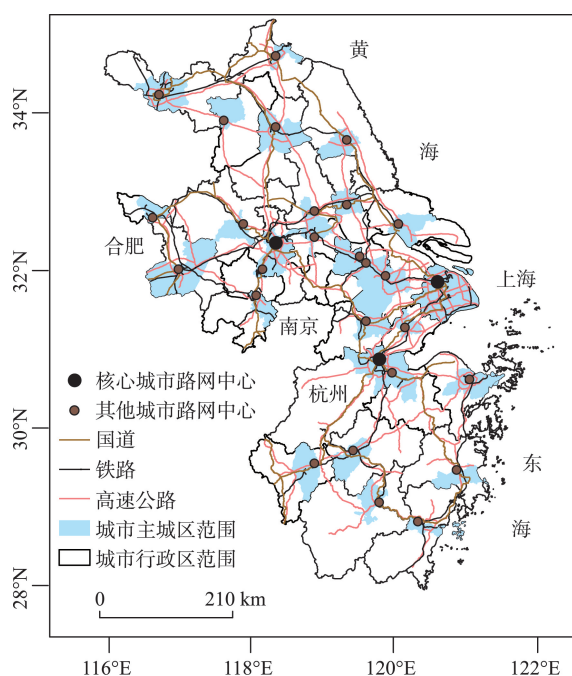 黄
海
34°N
合肥
32°N
上海
南京
核心城市路网中心
杭州
其他城市路网中心
30°N
国道
铁路
东
高速公路
海
城市主城区范围
城市行政区范围
28°N
0 210 km
116°E 118°E 120°E 122°E